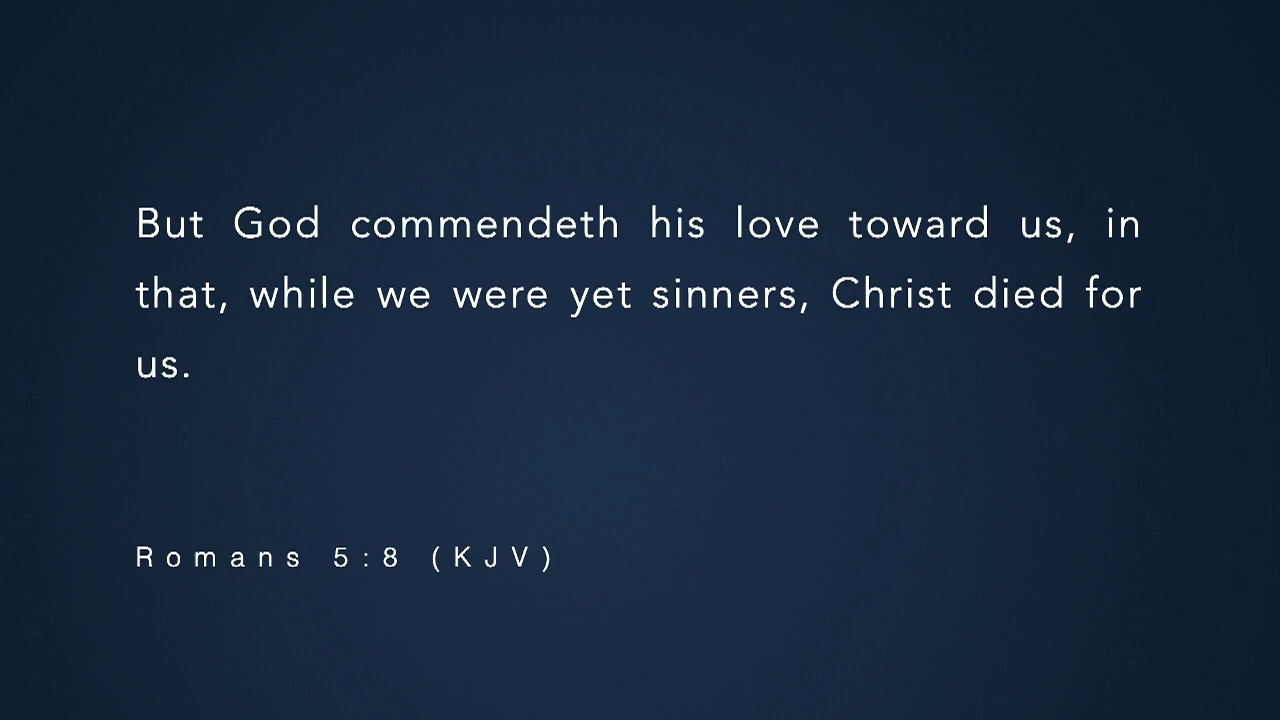 But God commendeth his love toward us, in
that, while we were yet sinners, Christ died for
us.
Romans 5:8 (KJV)